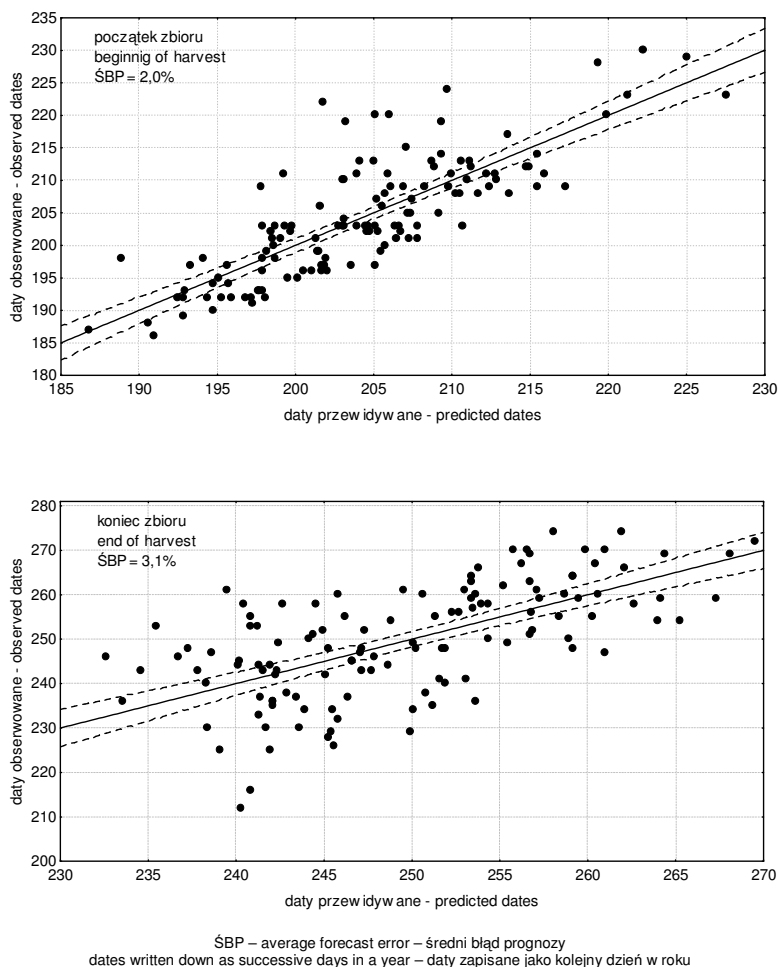 235
230
225
220
215
210
205
200
195
190
185
180
daty obserwowane - observed dates
początek zbioru
beginnig of harvest
ŚBP = 2,0%
185 190 195 200 205 210 215 220 225 230
daty przewidywane - predicted dates
280
270
260
250
240
230
220
210
200
daty obserwowane - observed dates
koniec zbioru
end of harvest
ŚBP = 3,1%
230 235 240 245 250 255 260 265 270
daty przewidywane - predicted dates
ŚBP – average forecast error – średni błąd prognozy
dates written down as successive days in a year – daty zapisane jako kolejny dzień w roku